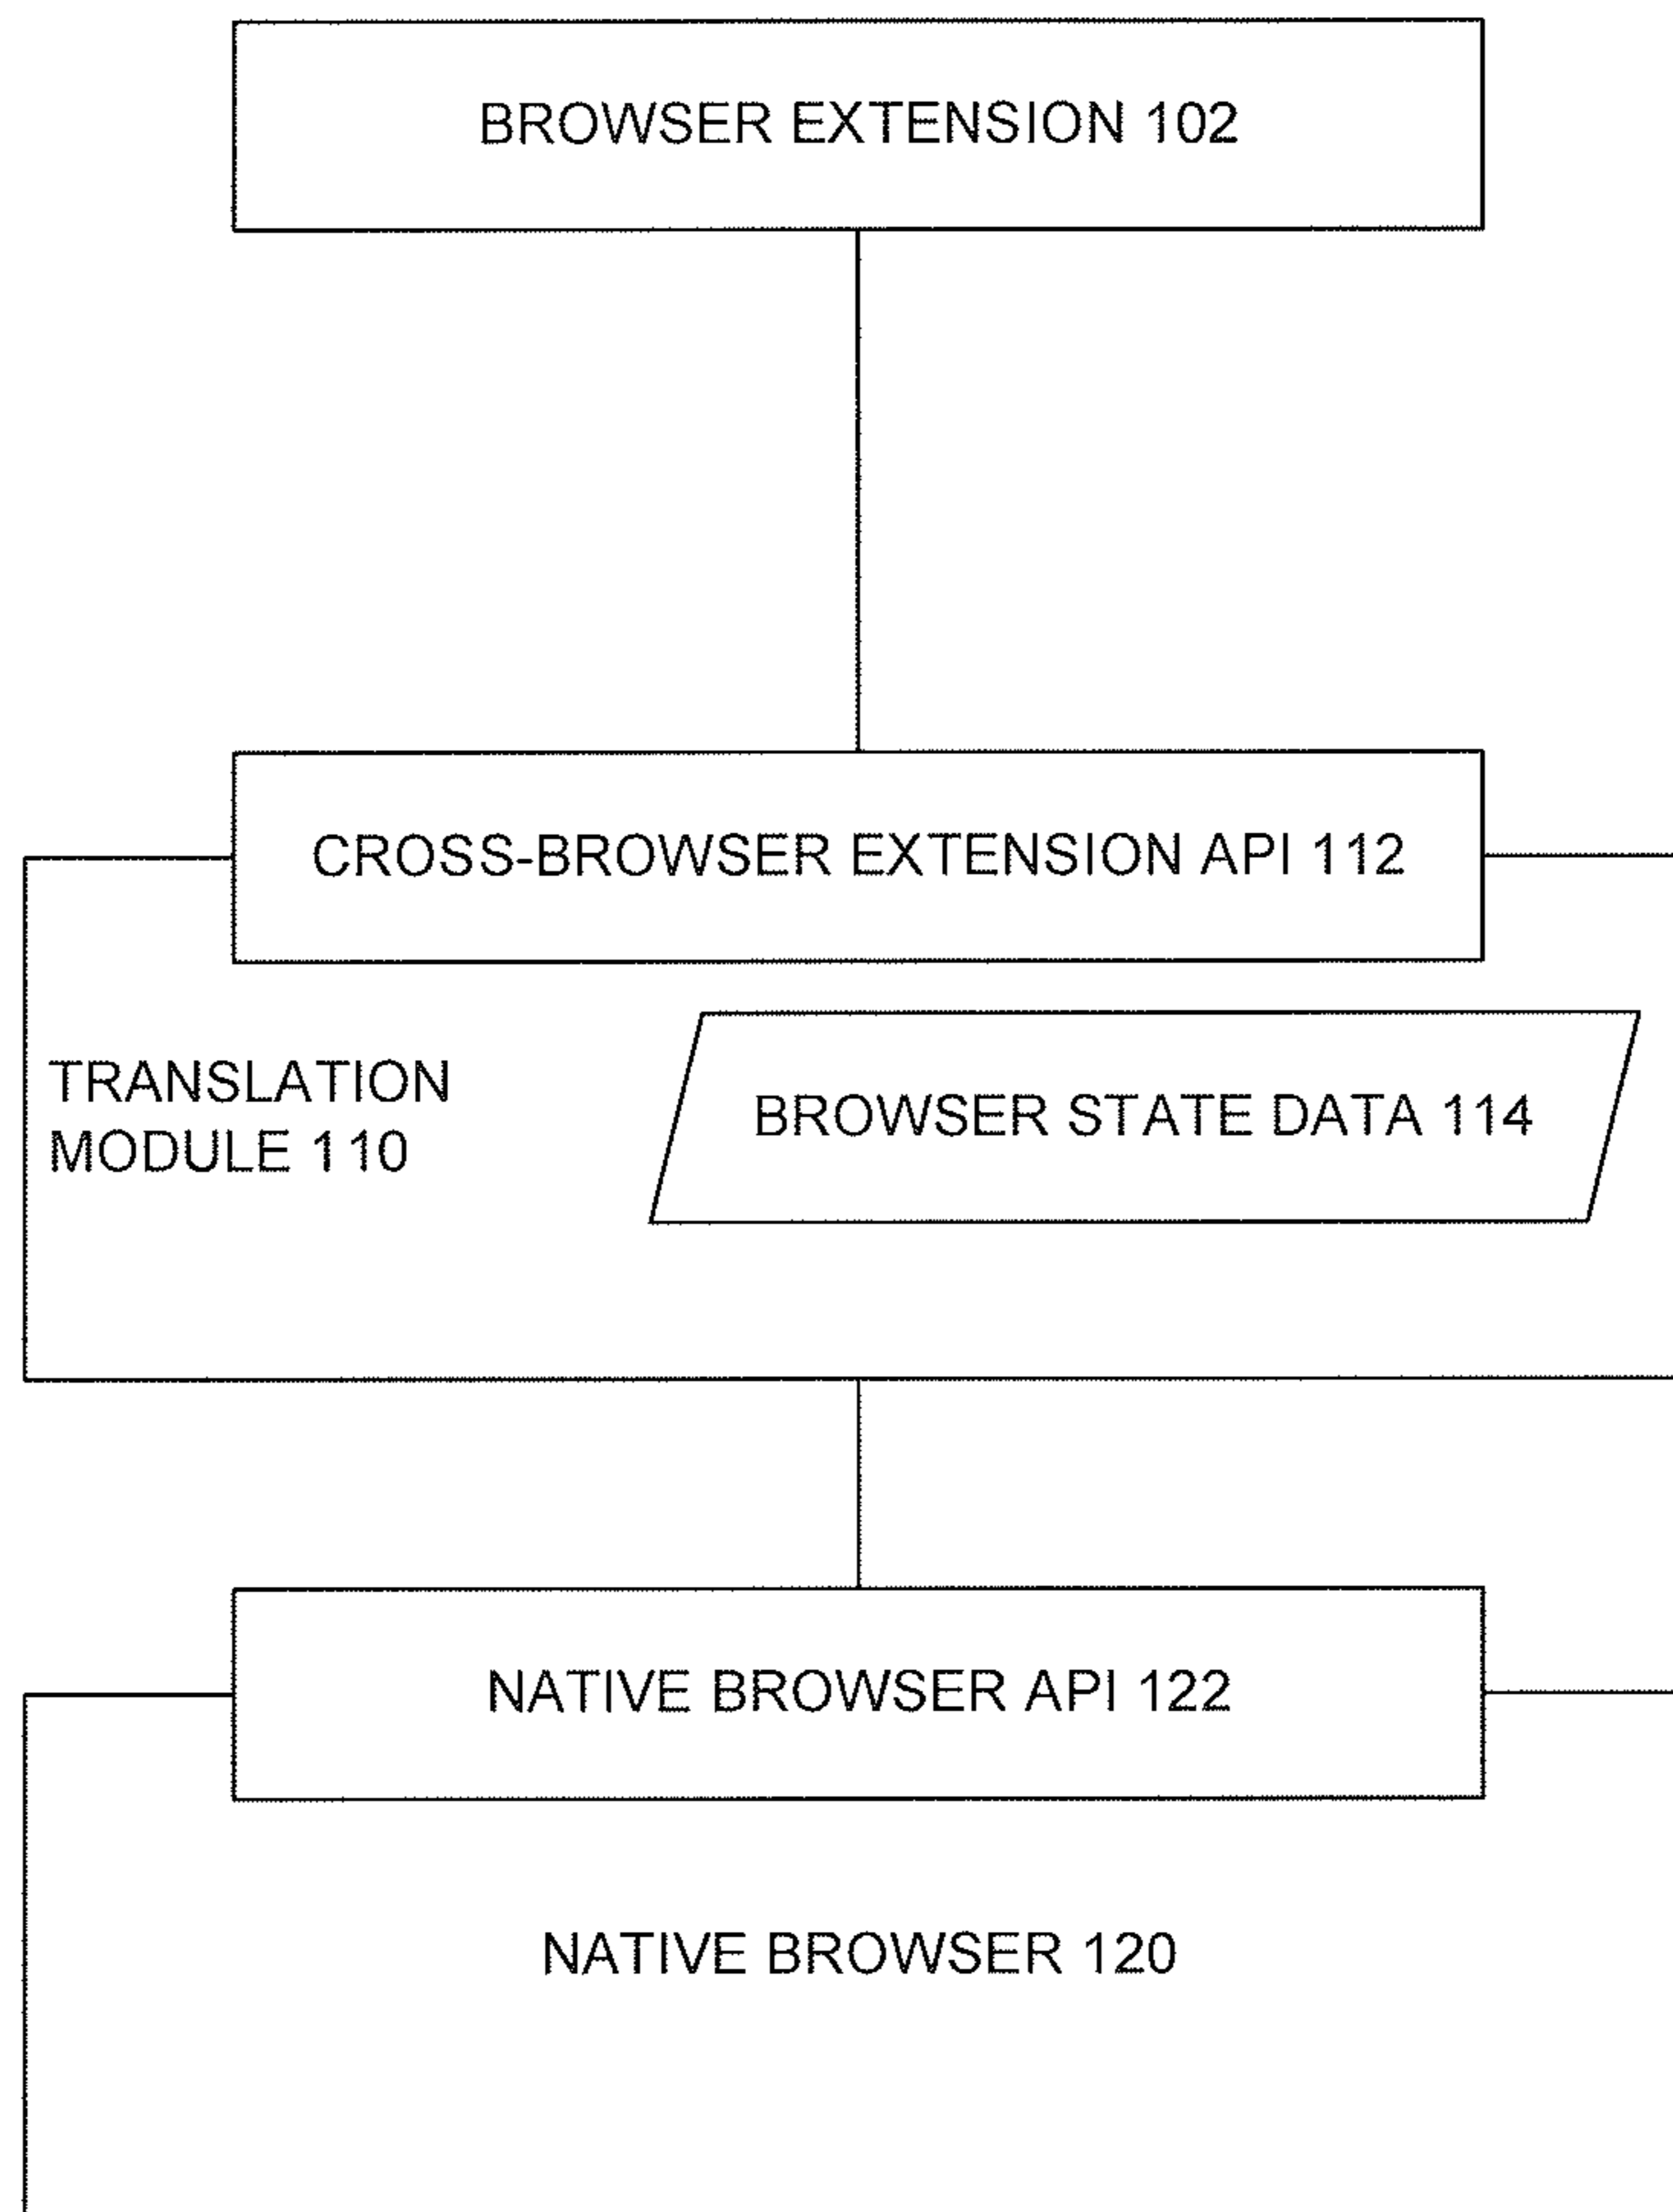 BROWSER EXTENSION 102
CROSS-BROWSER EXTENSION API 112
TRANSLATION
MODULE 110
BROWSER STATE DATA 114
NATIVE BROWSER API 122
NATIVE BROWSER 120